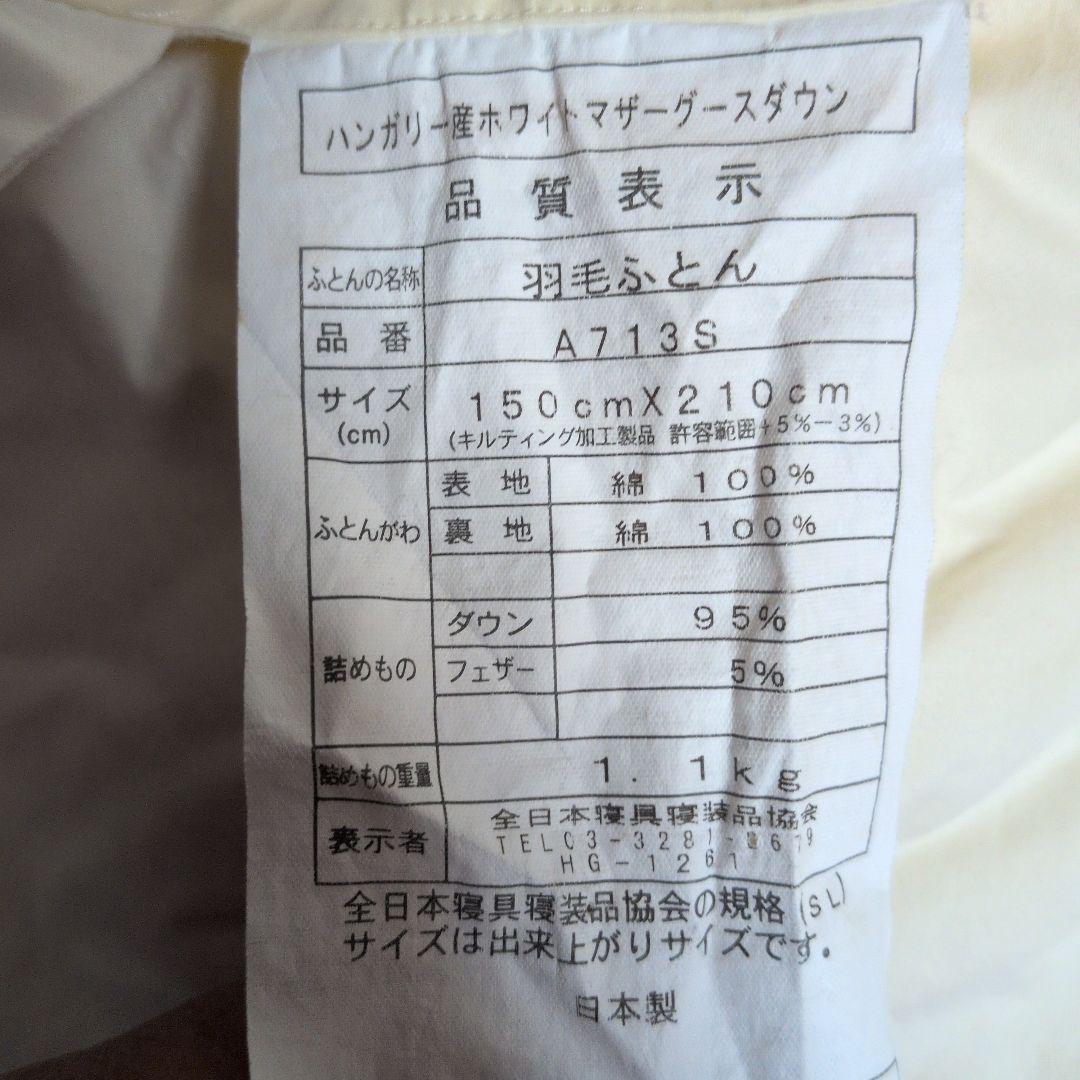 ハンガリー産ホワイトマザーグースダウン
品質表示
ふとんの名称 羽毛ふとん
品番 A713S
サイズ(cm) 150cm×210cm
(キルティング加工製品 許容範囲+5%−3%)
ふとんがわ 表地 綿 100%
裏地 綿 100%
詰めもの ダウン 95%
フェザー 5%
詰めもの重量 1.1kg
表示者 全日本寝具寝装品協会
TEL03-3281-
HG-1261
全日本寝具寝装品協会の規格(SL)
サイズは出来上がりサイズです.
日本製